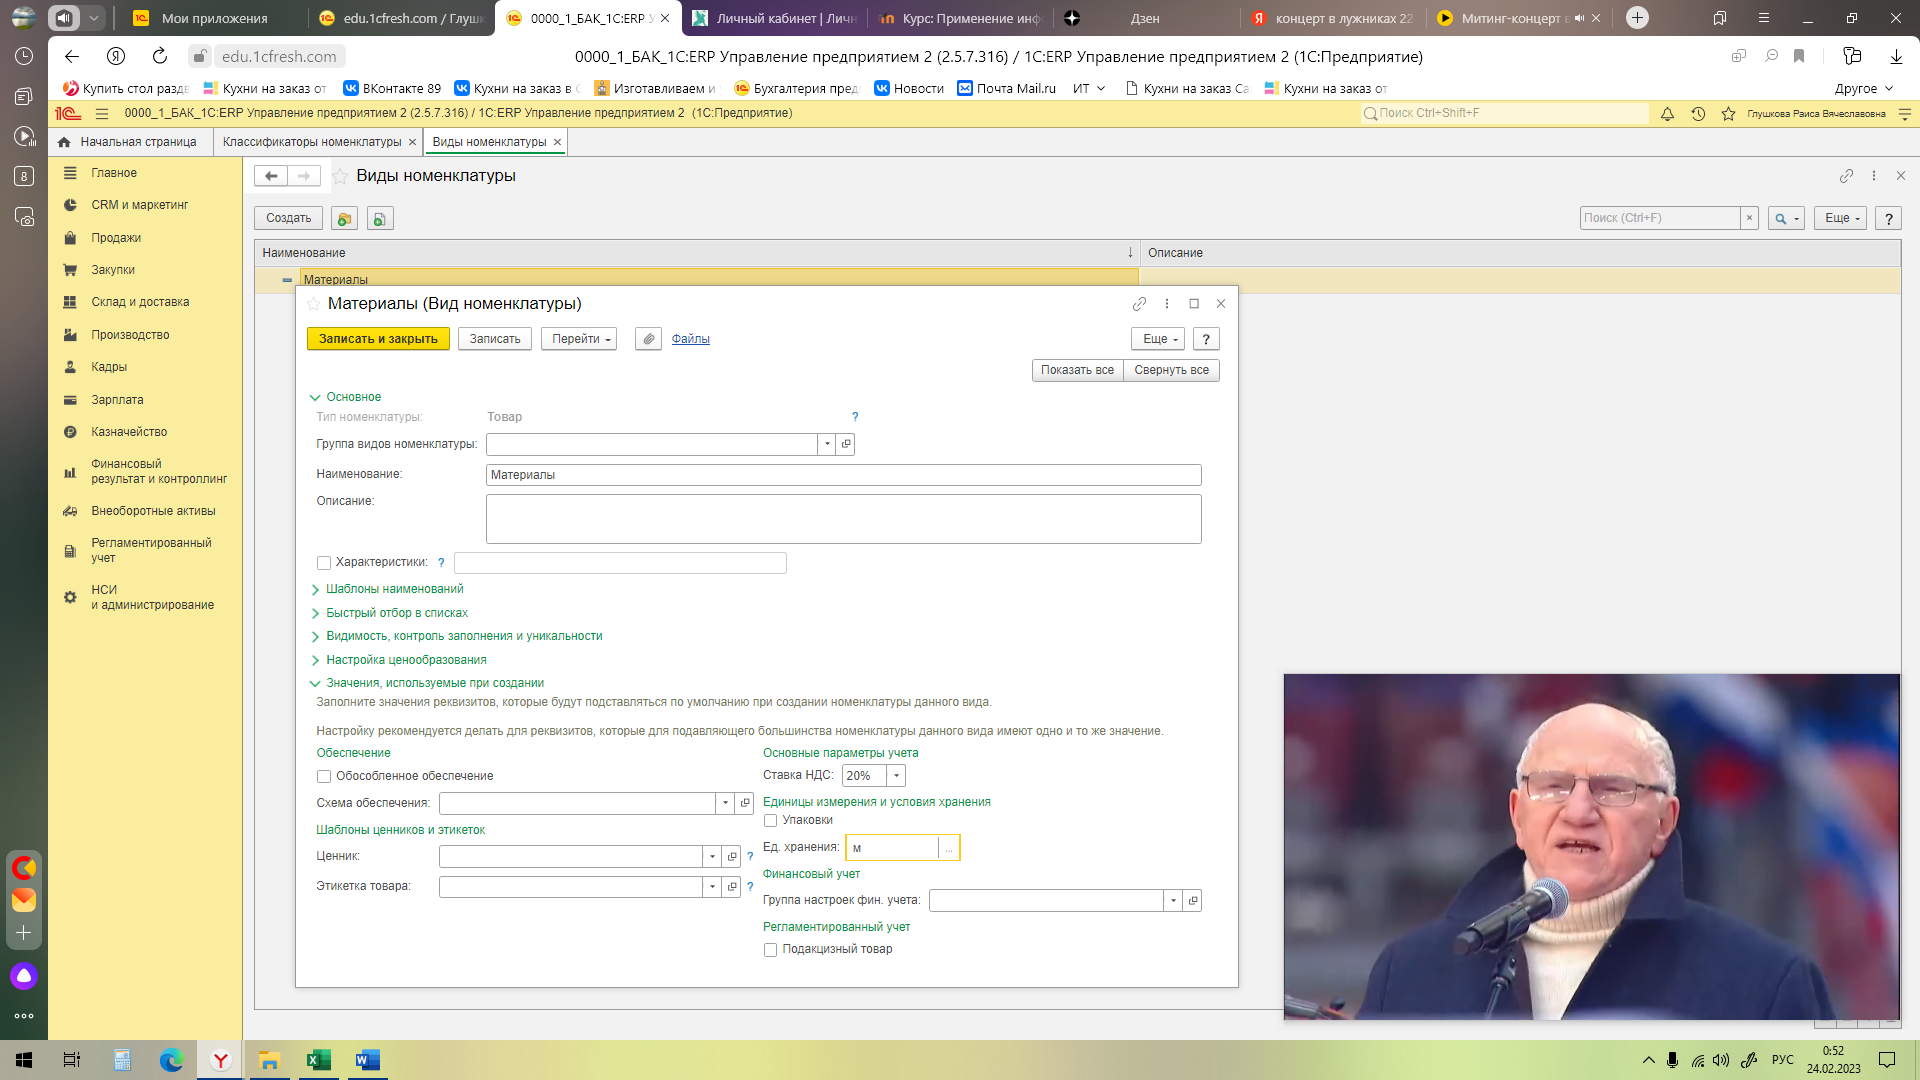 Мои приложения
edu.1cfresh.com / Глуш
0000_1_БАК_1С:ERP У
Личный кабинет | Личн
Курс: Применение инф
Дзен
концерт в лужниках 22
Митинг-концерт в
edu.1cfresh.com
0000_1_БАК_1С:ERP Управление предприятием 2 (2.5.7.316) / 1С:ERP Управление предприятием 2 (1С:Предприятие)
Купить стол разд
Кухни на заказ от
ВКонтакте 89
Кухни на заказ в С
Изготавливаем и
Бухгалтерия пред
Новости
Почта Mail.ru
ИТ
Кухни на заказ Са
Кухни на заказ от
Другое
0000_1_БАК_1С:ERP Управление предприятием 2 (2.5.7.316) / 1С:ERP Управление предприятием 2 (1С:Предприятие)
Поиск Ctrl+Shift+F
Глушкова Раиса Вячеславовна
Начальная страница
Классификаторы номенклатуры
Виды номенклатуры
8
Главное
CRM и маркетинг
Продажи
Закупки
Склад и доставка
Производство
Кадры
Зарплата
Казначейство
Финансовый
результат и контроллинг
Внеоборотные активы
Регламентированный
учет
НСИ
и администрирование
Виды номенклатуры
Создать
Поиск (Ctrl+F)
Еще
?
Наименование
Описание
Материалы
Материалы (Вид номенклатуры)
Записать и закрыть
Записать
Перейти
Файлы
Еще
?
Показать все
Свернуть все
Основное
Тип номенклатуры: Товар ?
Группа видов номенклатуры:
Наименование: Материалы
Описание:
Характеристики: ?
Шаблоны наименований
Быстрый отбор в списках
Видимость, контроль заполнения и уникальности
Настройка ценообразования
Значения, используемые при создании
Заполните значения реквизитов, которые будут подставляться по умолчанию при создании номенклатуры данного вида.
Настройку рекомендуется делать для реквизитов, которые для подавляющего большинства номенклатуры данного вида имеют одно и то же значение.
Обеспечение
Обособленное обеспечение
Схема обеспечения:
Шаблоны ценников и этикеток
Ценник: ?
Этикетка товара: ?
Основные параметры учета
Ставка НДС: 20%
Единицы измерения и условия хранения
Упаковки
Ед. хранения: м ...
Финансовый учет
Группа настроек фин. учета:
Регламентированный учет
Подакцизный товар
РУС
0:52
24.02.2023